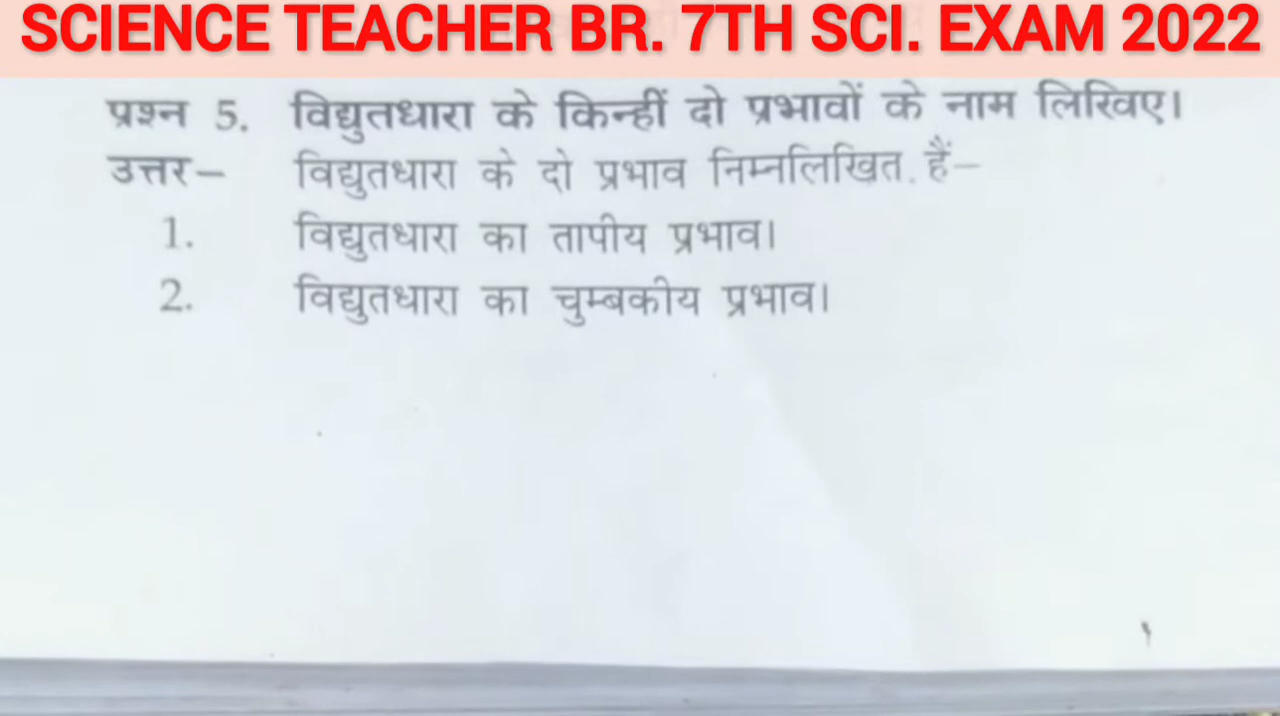 SCIENCE TEACHER BR. 7TH SCI. EXAM 2022
प्रश्न 5. विद्युतधारा के किन्हीं दो प्रभावों के नाम लिखिए।
उत्तर– विद्युतधारा के दो प्रभाव निम्नलिखित हैं–
1. विद्युतधारा का तापीय प्रभाव।
2. विद्युतधारा का चुम्बकीय प्रभाव।